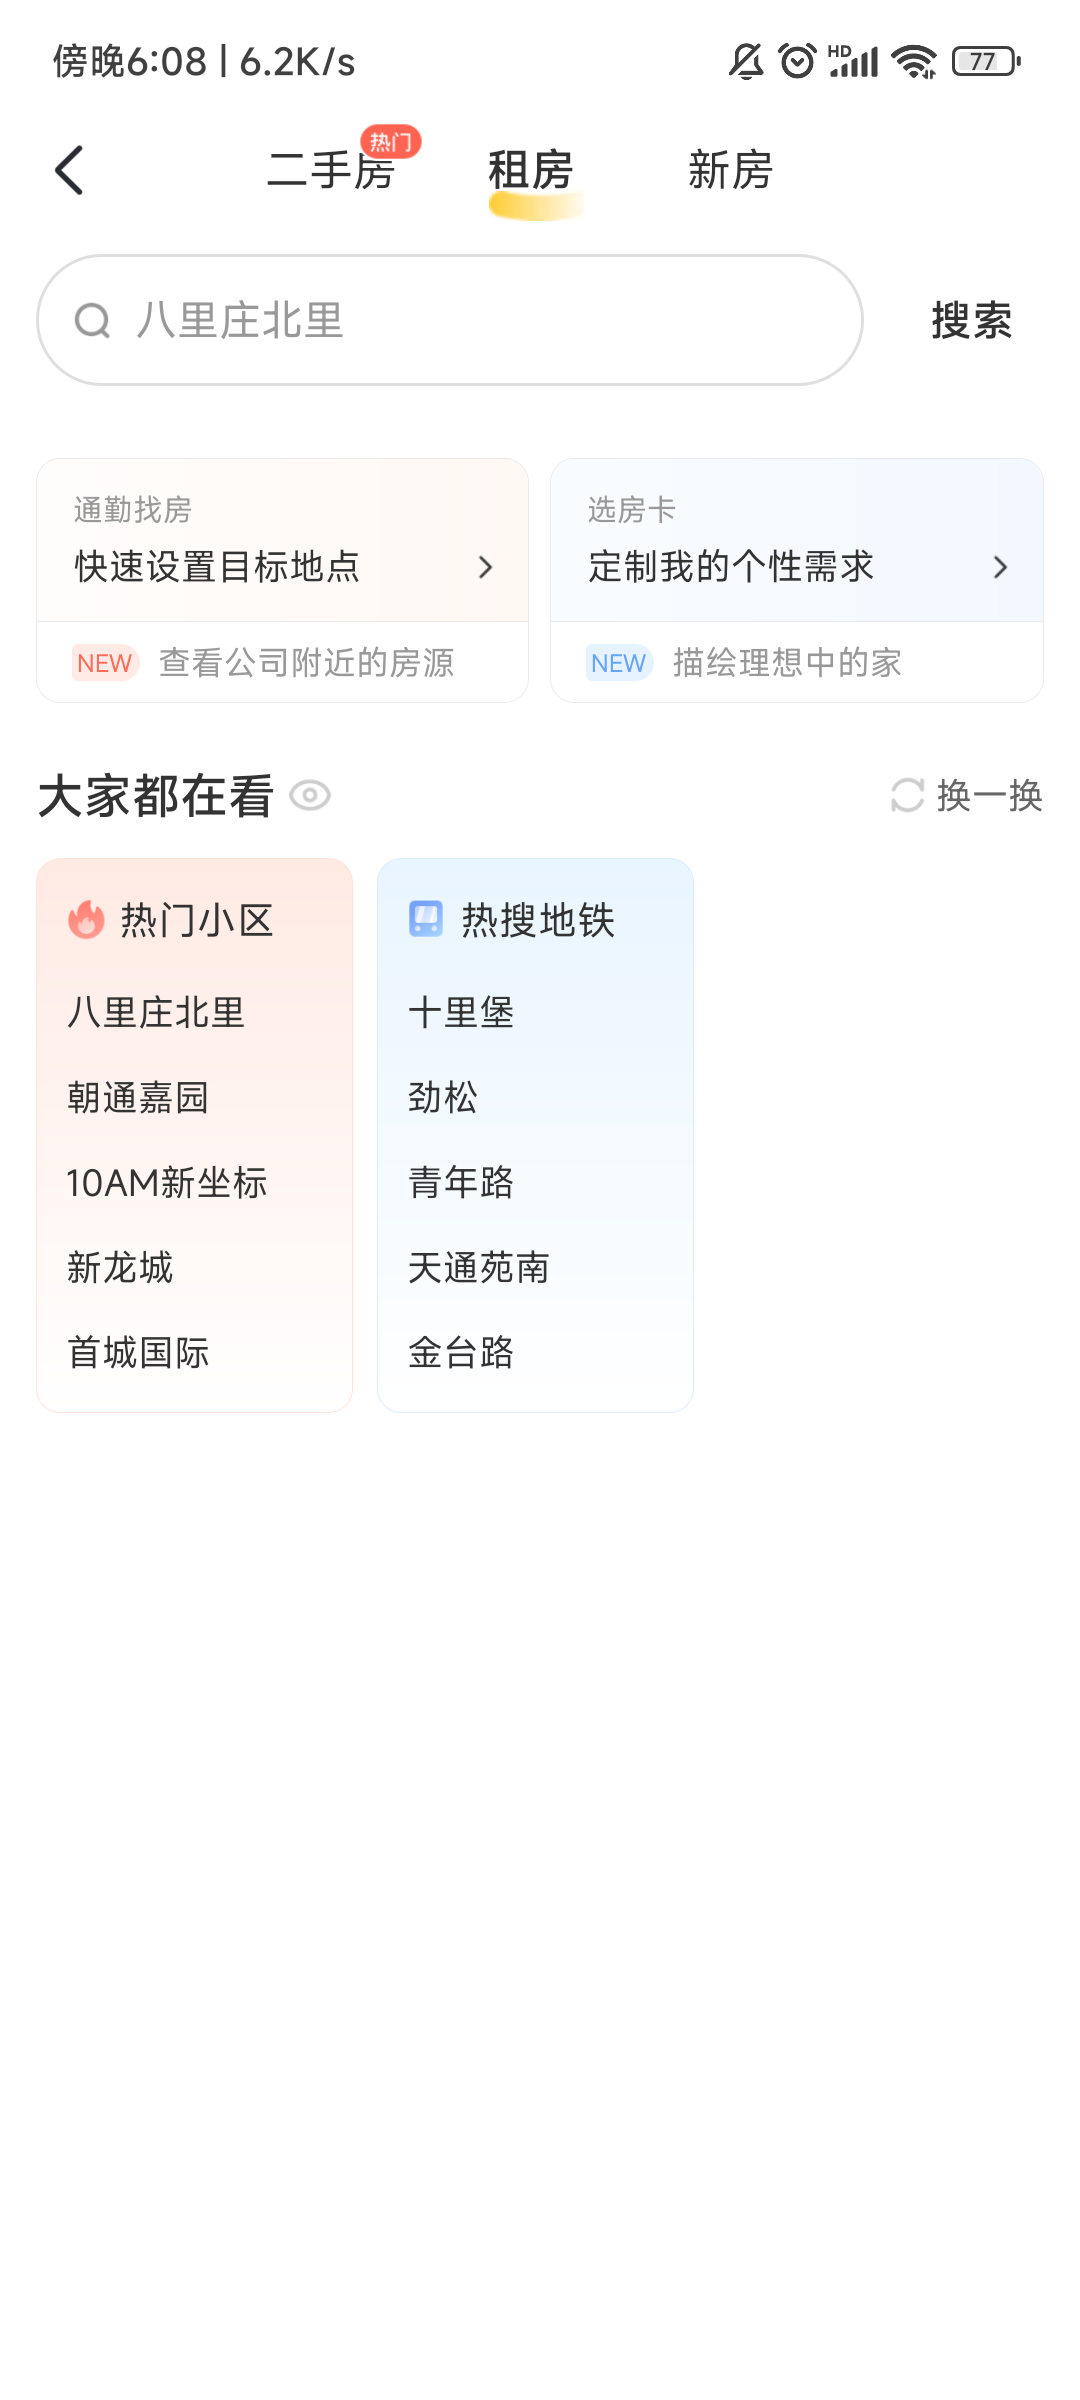 傍晚6:08 | 6.2K/s
HD
77
二手房
热门
租房
新房
八里庄北里
搜索
通勤找房
快速设置目标地点
NEW 查看公司附近的房源
选房卡
定制我的个性需求
NEW 描绘理想中的家
大家都在看
换一换
热门小区
八里庄北里
朝通嘉园
10AM新坐标
新龙城
首城国际
热搜地铁
十里堡
劲松
青年路
天通苑南
金台路